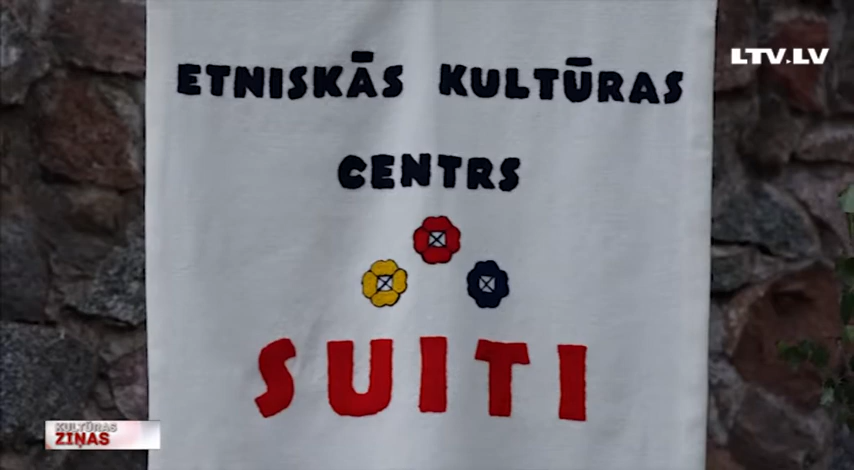 LTV.LV
ETNISKĀS KULTŪRAS
CENTRS
SUITI
KULTŪRAS
ZIŅAS